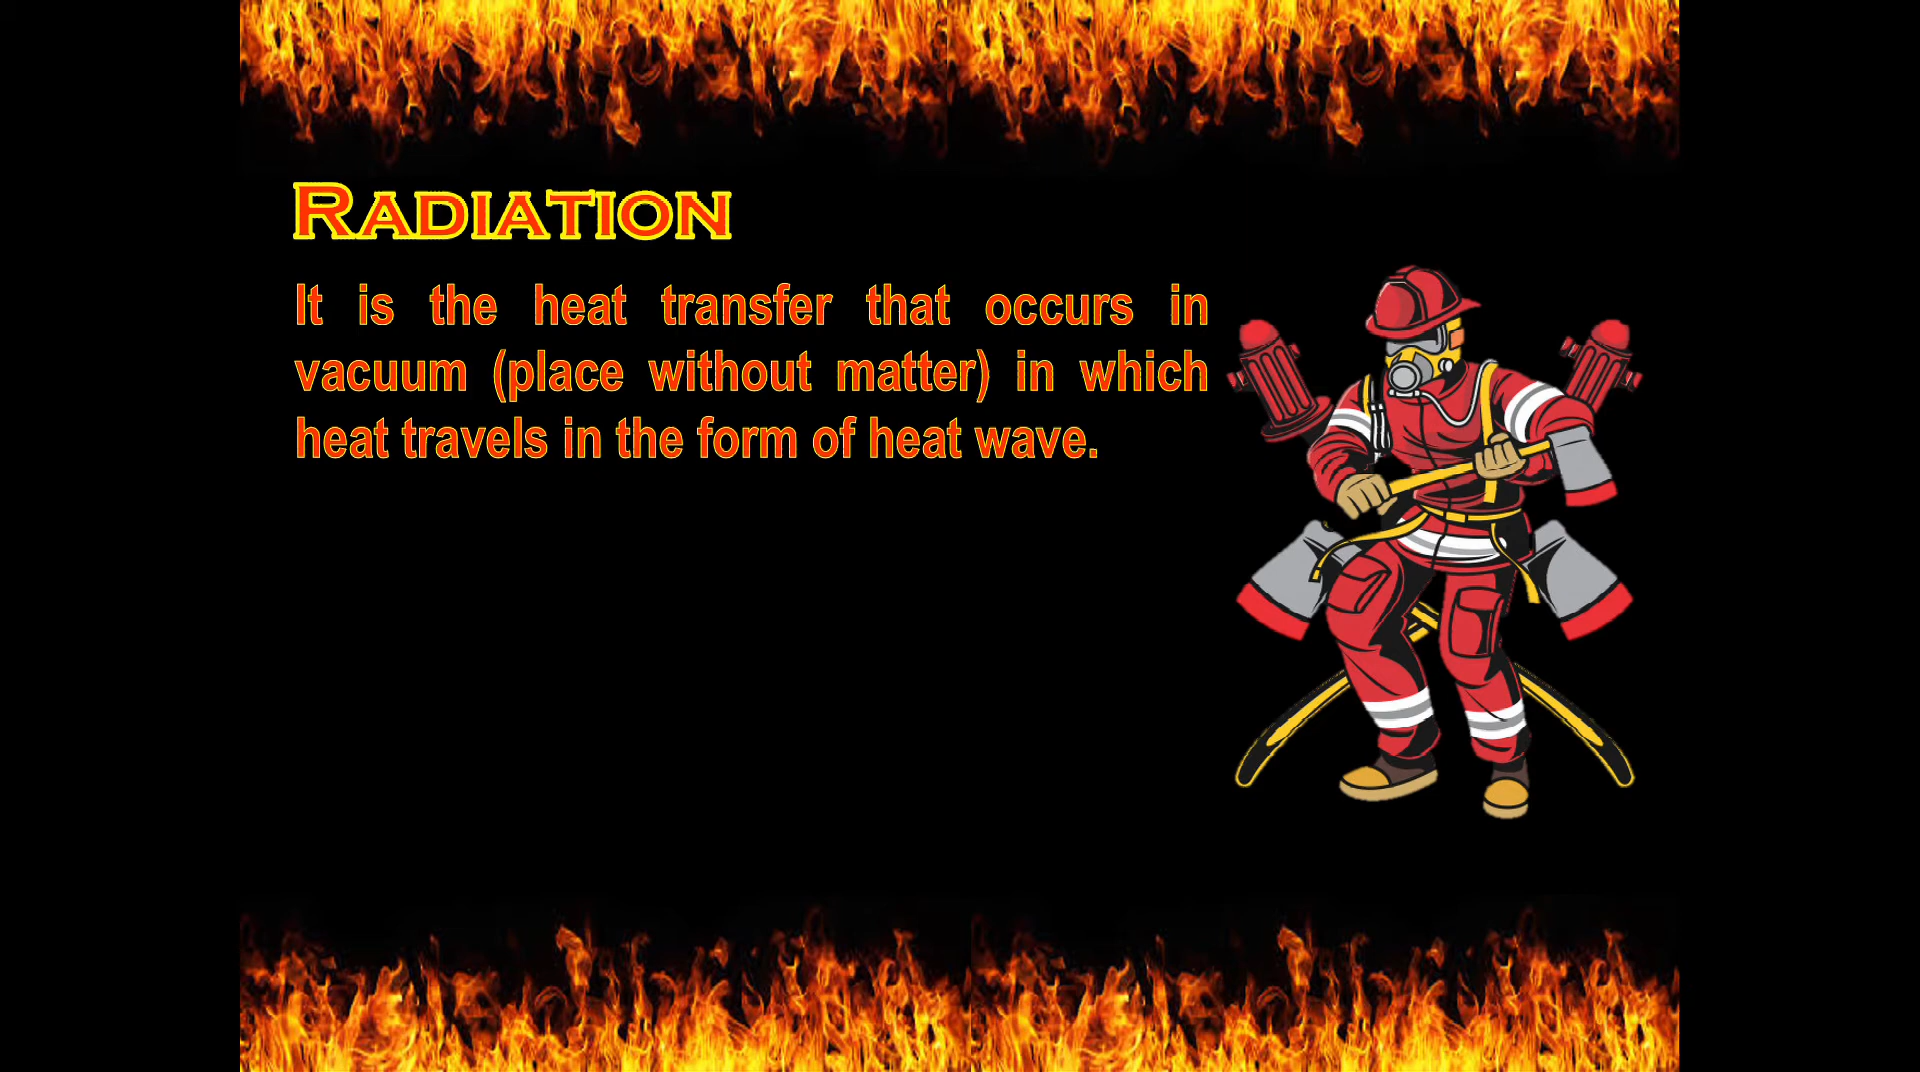 RADIATION
It is the heat transfer that occurs in
vacuum (place without matter) in which
heat travels in the form of heat wave.